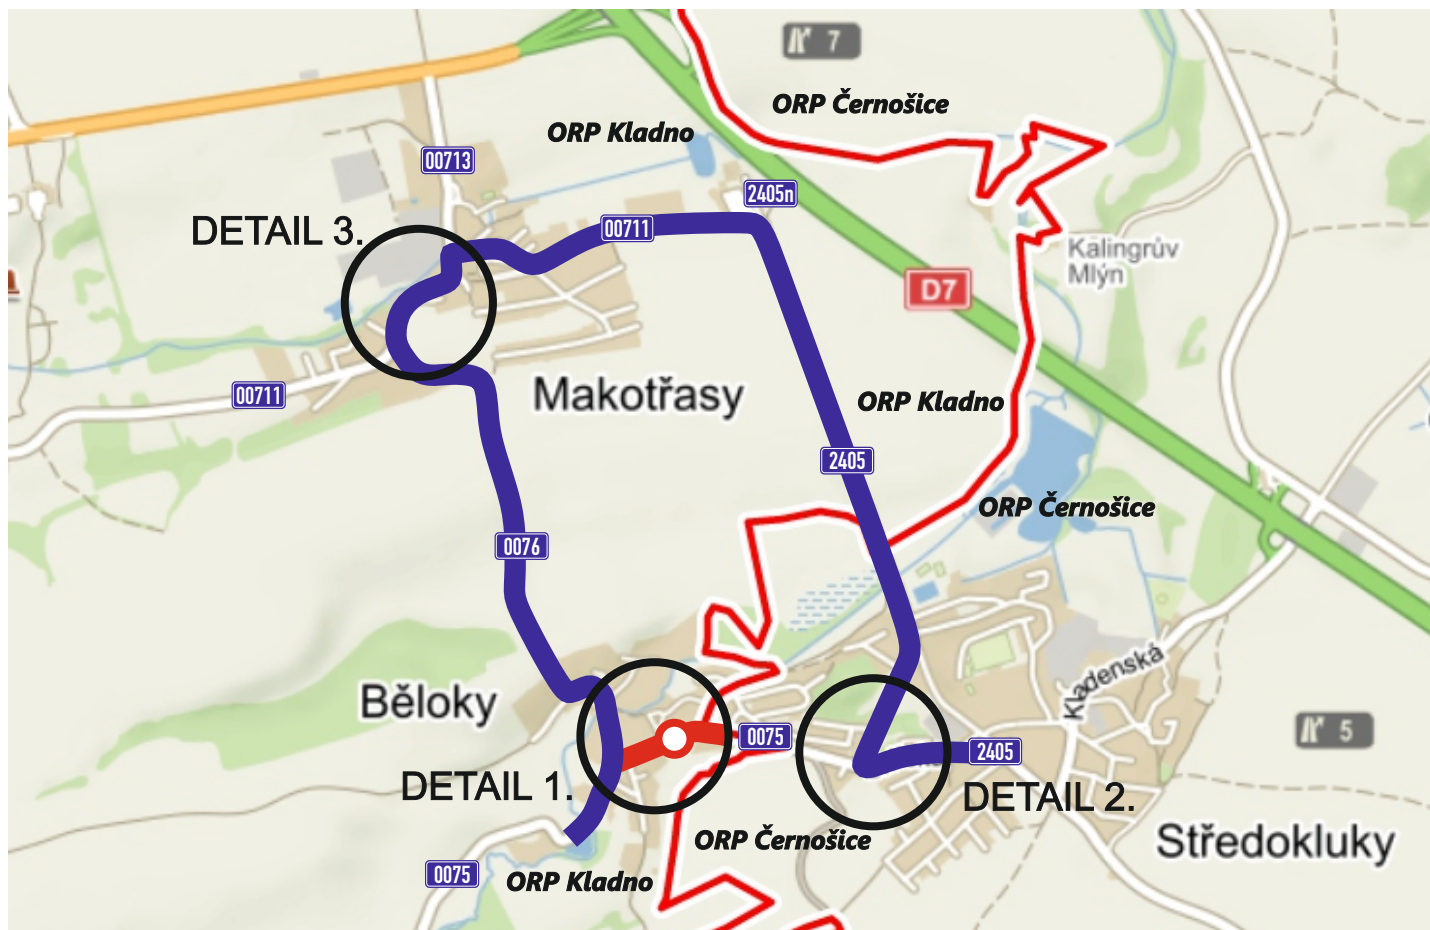 7
ORP Černošice
ORP Kladno
00713
2405n
DETAIL 3.
00711
Kalingrův
Mlýn
D7
00711
Makotřasy
ORP Kladno
2405
ORP Černošice
0076
Kladenská
Běloky
0075
5
2405
DETAIL 1.
DETAIL 2.
ORP Černošice
Středokluky
0075
ORP Kladno